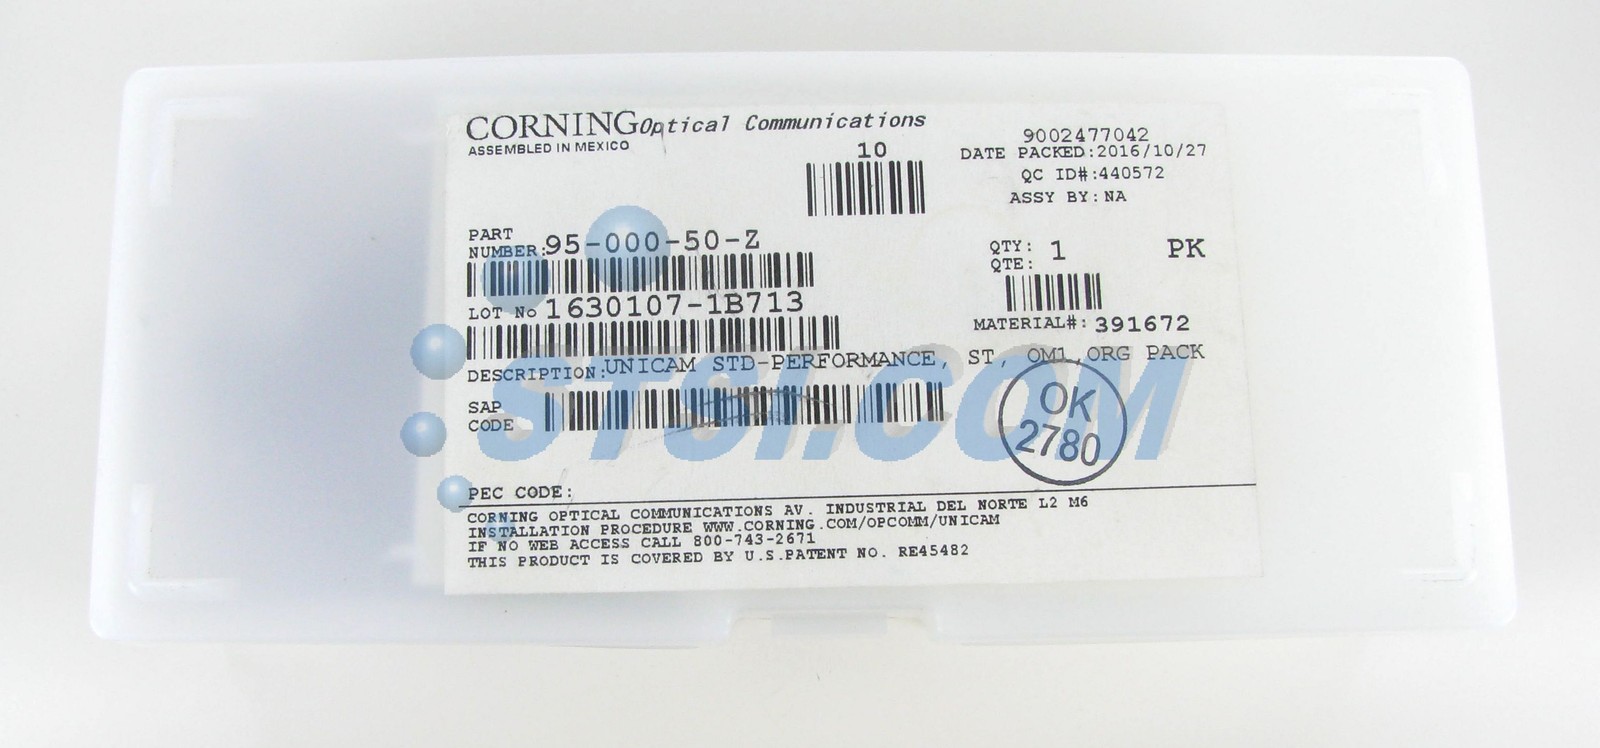 CORNING Optical Communications
ASSEMBLED IN MEXICO
10
9002477042
DATE PACKED:2016/10/27
QC ID#:440572
ASSY BY:NA
PART
NUMBER:95-000-50-Z
QTY: 1 PK
QTE:
LOT No 1630107-1B713
MATERIAL#: 391672
DESCRIPTION:UNICAM STD-PERFORMANCE, ST, OM1,ORG PACK
SAP
CODE
OK
2780
STSI.COM
PEC CODE:
CORNING OPTICAL COMMUNICATIONS AV. INDUSTRIAL DEL NORTE L2 M6
INSTALLATION PROCEDURE WWW.CORNING.COM/OPCOMM/UNICAM
IF NO WEB ACCESS CALL 800-743-2671
THIS PRODUCT IS COVERED BY U.S.PATENT NO. RE45482